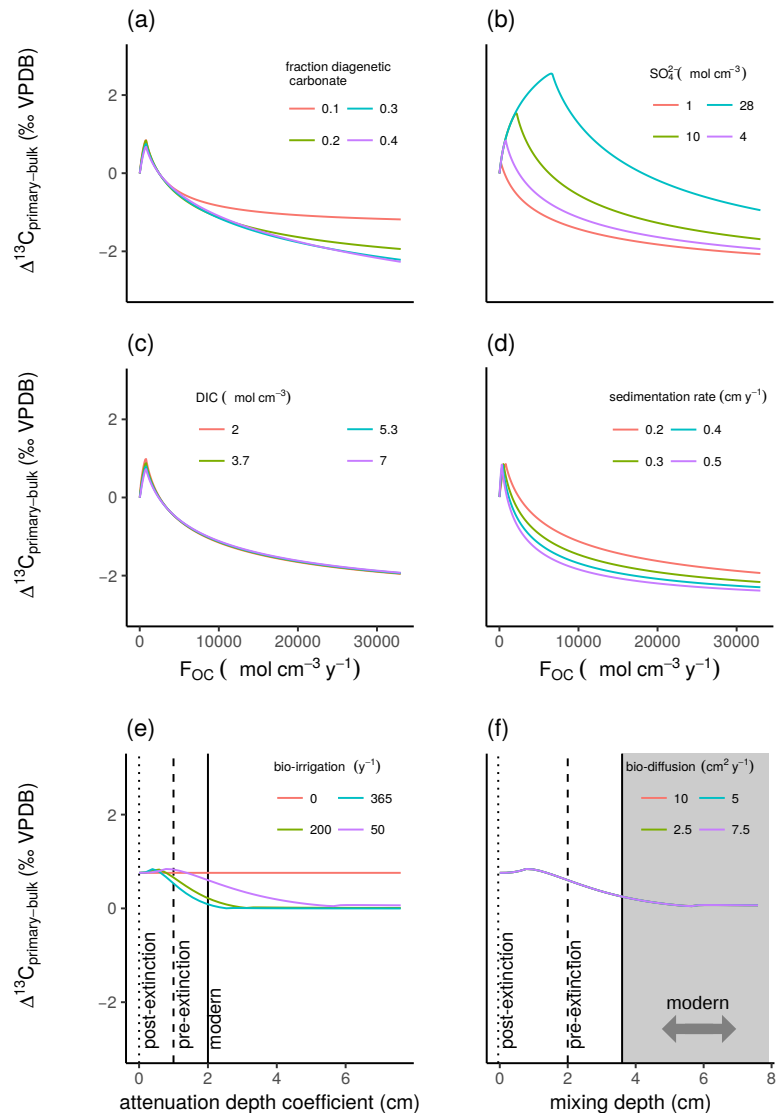 (a)
Δ¹³C_primary−bulk (‰ VPDB)
fraction diagenetic
carbonate
0.1 0.3
0.2 0.4
2
0
−2
(b)
SO₄²⁻( mol cm⁻³)
1 28
10 4
(c)
Δ¹³C_primary−bulk (‰ VPDB)
DIC ( mol cm⁻³)
2 5.3
3.7 7
2
0
−2
0 10000 20000 30000
F_OC ( mol cm⁻³ y⁻¹)
(d)
sedimentation rate (cm y⁻¹)
0.2 0.4
0.3 0.5
0 10000 20000 30000
F_OC ( mol cm⁻³ y⁻¹)
(e)
Δ¹³C_primary−bulk (‰ VPDB)
bio-irrigation (y⁻¹)
0 365
200 50
2
0
−2
post-extinction
pre-extinction
modern
0 2 4 6
attenuation depth coefficient (cm)
(f)
bio-diffusion (cm² y⁻¹)
10 5
2.5 7.5
post-extinction
pre-extinction
modern
0 2 4 6 8
mixing depth (cm)